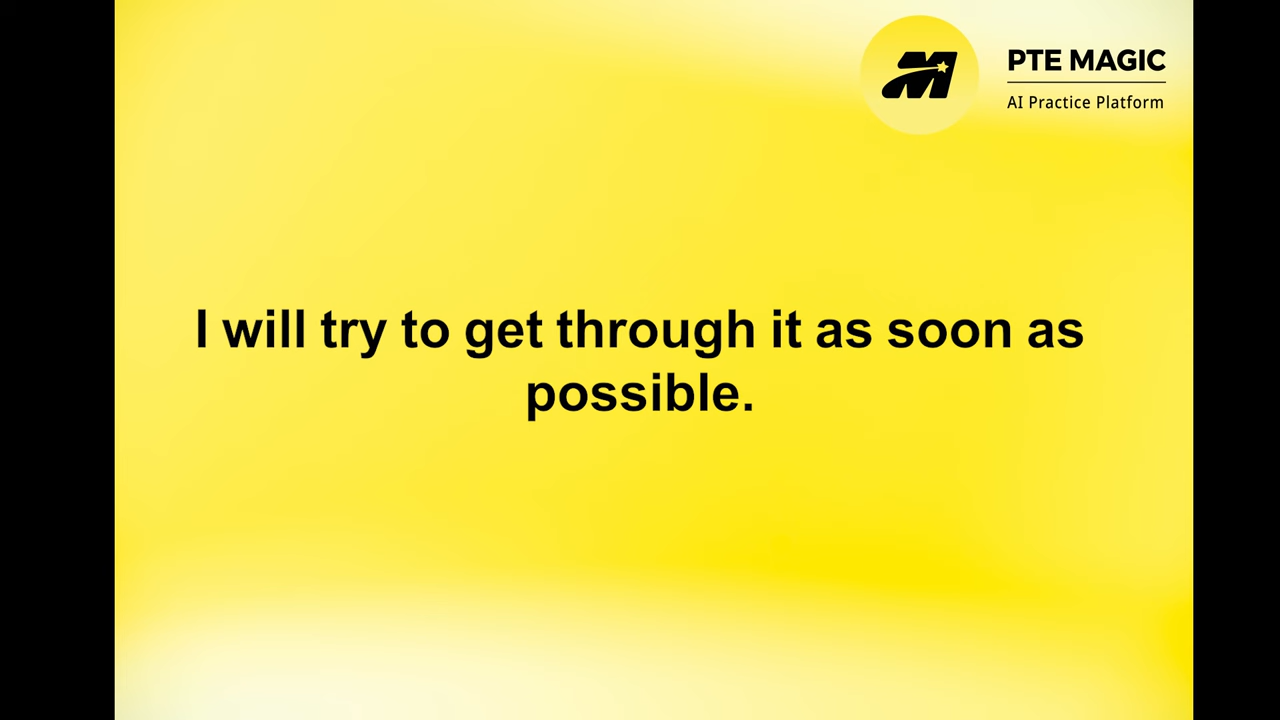 PTE MAGIC
AI Practice Platform
I will try to get through it as soon as
possible.